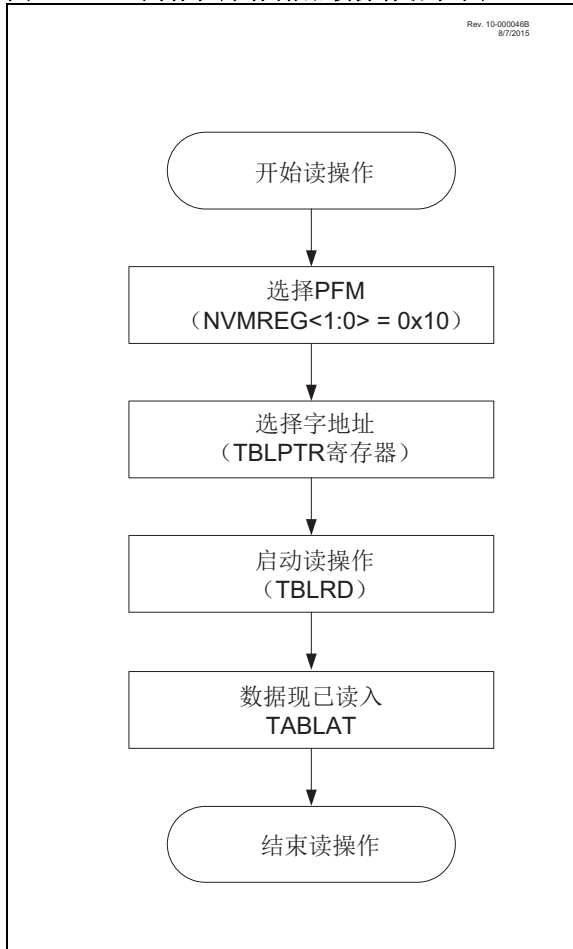 Rev. 10-000046B
8/7/2015
开始读操作
选择PFM
（NVMREG<1:0> = 0x10）
选择字地址
（TBLPTR寄存器）
启动读操作
（TBLRD）
数据现已读入
TABLAT
结束读操作